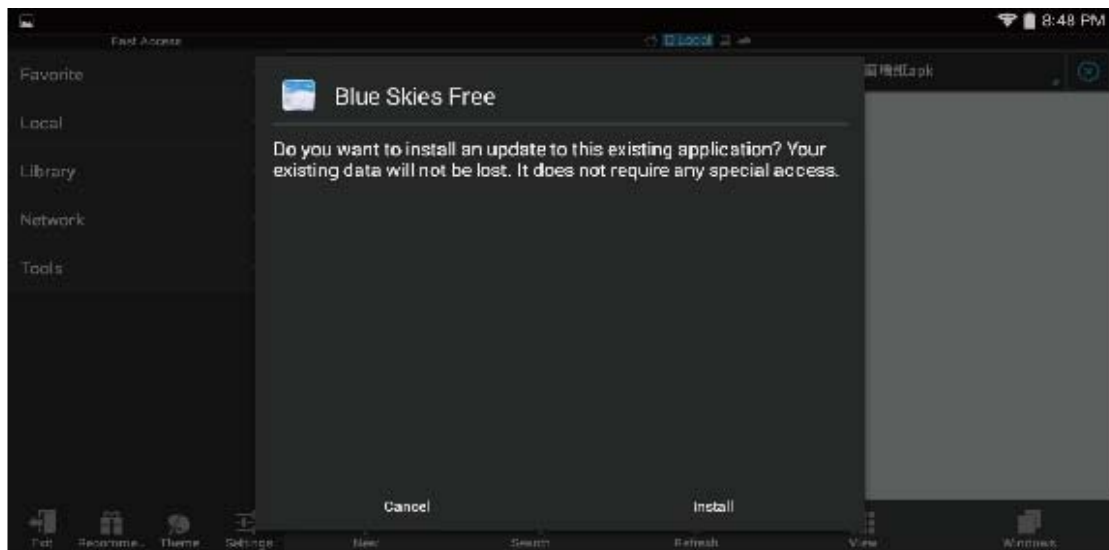 8:48 PM
Fast Access
Local
Favorite
.apk
Local
Library
Network
Tools
Blue Skies Free
Do you want to install an update to this existing application? Your
existing data will not be lost. It does not require any special access.
Cancel
Install
Exit
Recomme..
Theme
Settings
New
Search
Refresh
View
Windows